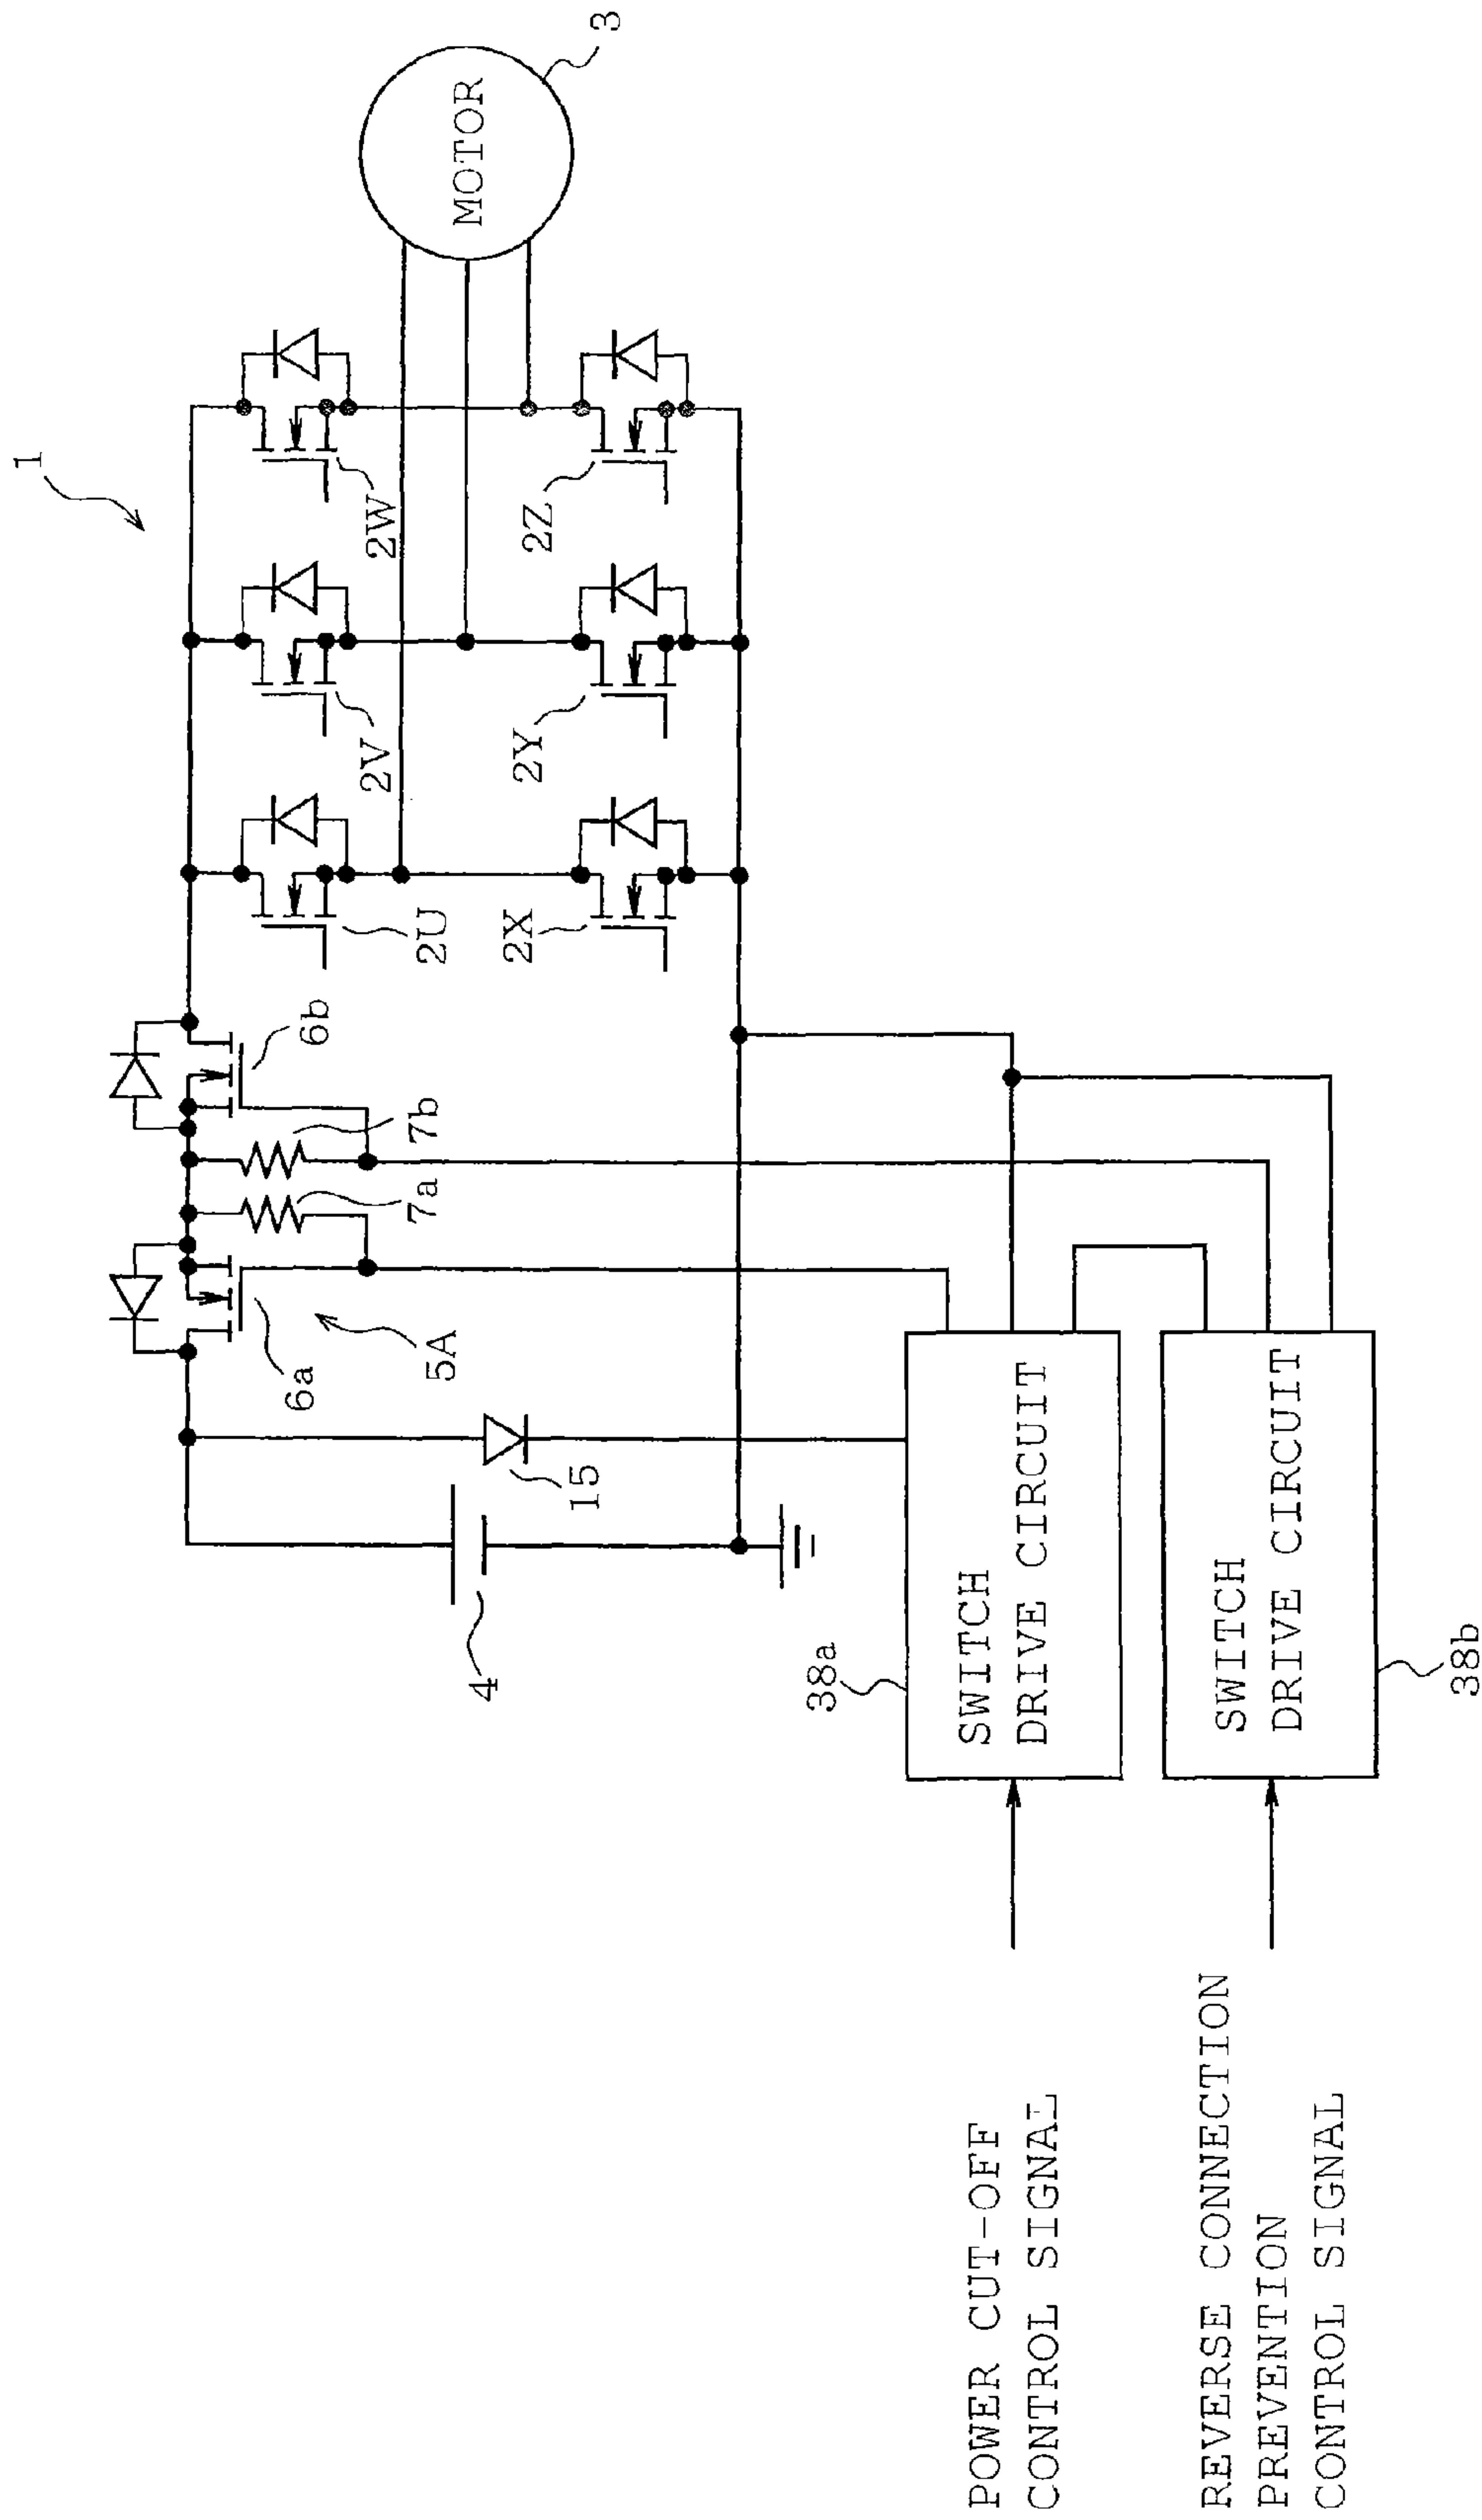 1
5A
6a
7a
7b
6b
2U
2V
2W
4
15
2X
2Y
2Z
MOTOR
3
38a
POWER CUT-OFF
CONTROL SIGNAL
SWITCH
DRIVE CIRCUIT
REVERSE CONNECTION
PREVENTION
CONTROL SIGNAL
SWITCH
DRIVE CIRCUIT
38b